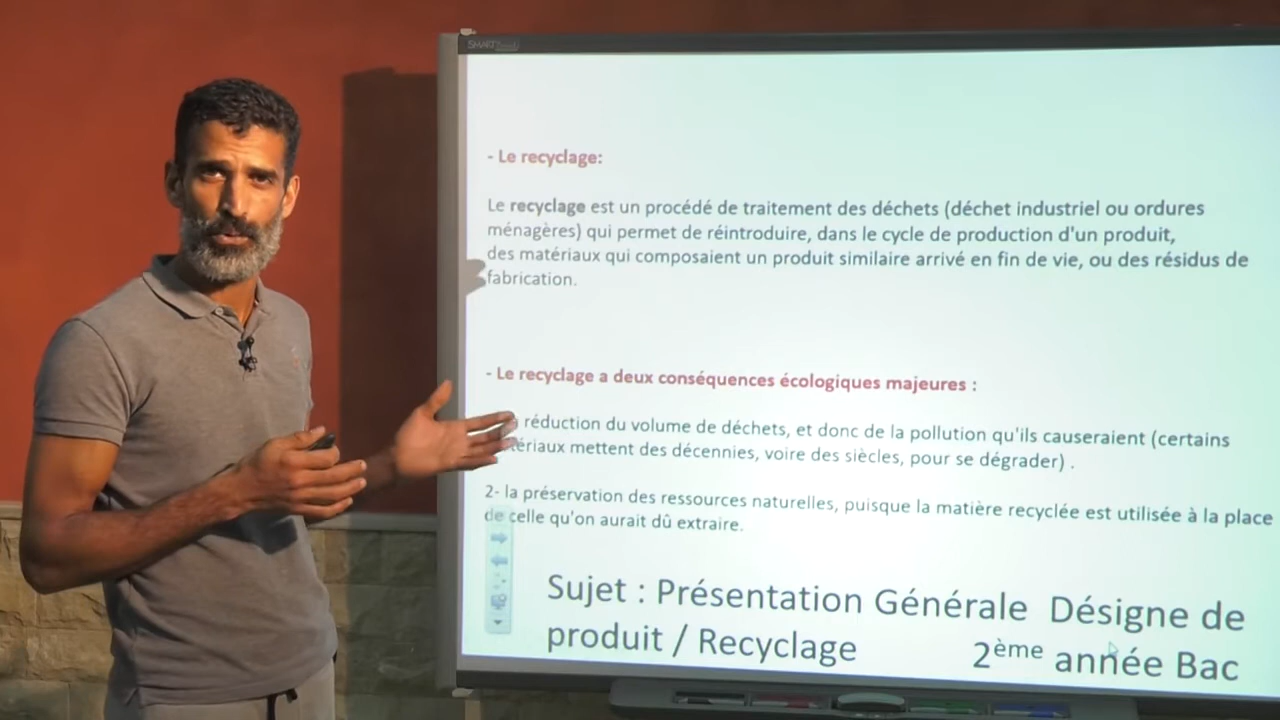 SMART
- Le recyclage:
Le recyclage est un procédé de traitement des déchets (déchet industriel ou ordures
ménagères) qui permet de réintroduire, dans le cycle de production d'un produit,
des matériaux qui composaient un produit similaire arrivé en fin de vie, ou des résidus de
fabrication.
- Le recyclage a deux conséquences écologiques majeures :
réduction du volume de déchets, et donc de la pollution qu'ils causeraient (certains
tériaux mettent des décennies, voire des siècles, pour se dégrader) .
2- la préservation des ressources naturelles, puisque la matière recyclée est utilisée à la place
de celle qu'on aurait dû extraire.
Sujet : Présentation Générale Désigne de
produit / Recyclage 2ème année Bac